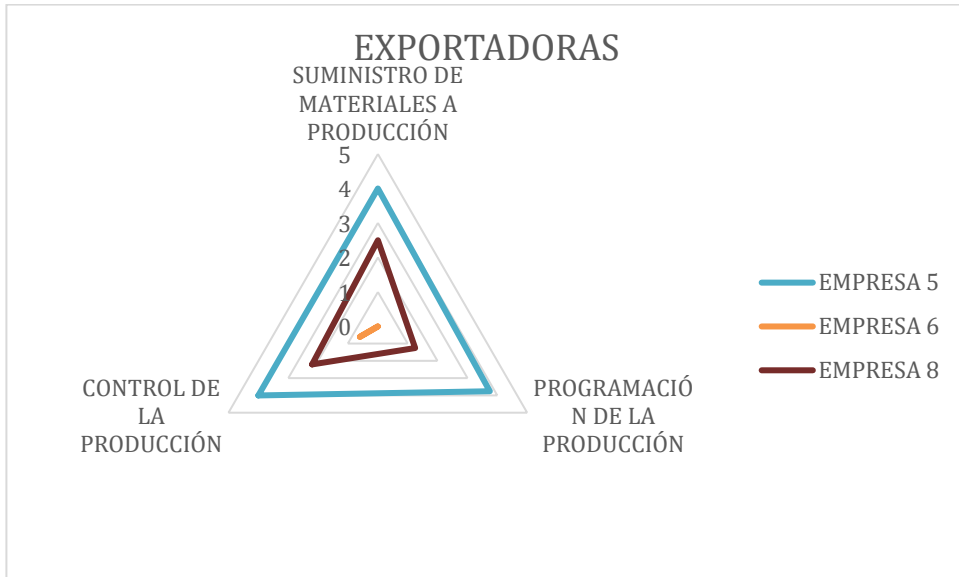 EXPORTADORAS
SUMINISTRO DE
MATERIALES A
PRODUCCIÓN
5
4
3
2
1
0
CONTROL DE
LA
PRODUCCIÓN
PROGRAMACIÓ
N DE LA
PRODUCCIÓN
EMPRESA 5
EMPRESA 6
EMPRESA 8